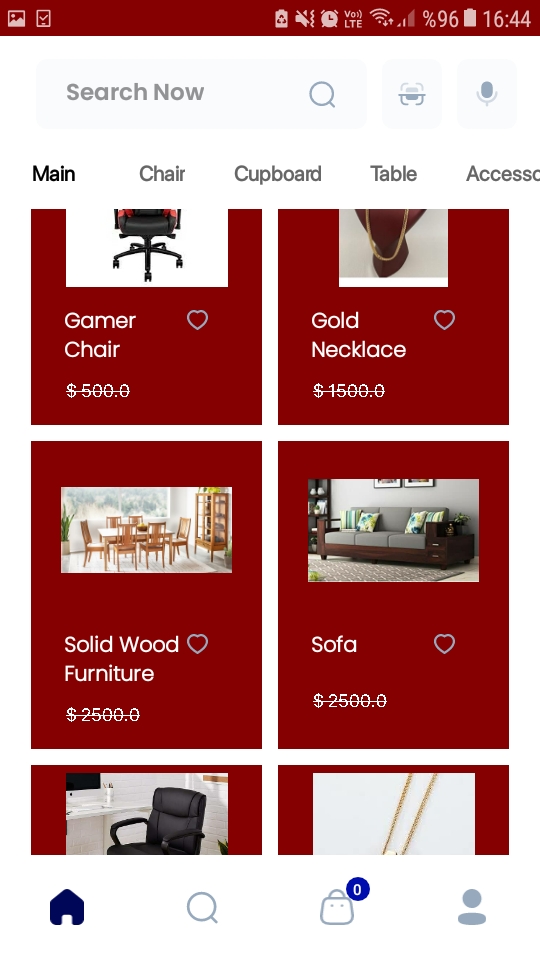 Vo))
LTE
%96
16:44
Search Now
Main Chair Cupboard Table Accesso
Gamer
Chair
$ 500.0
Gold
Necklace
$ 1500.0
Solid Wood
Furniture
$ 2500.0
Sofa
$ 2500.0
0